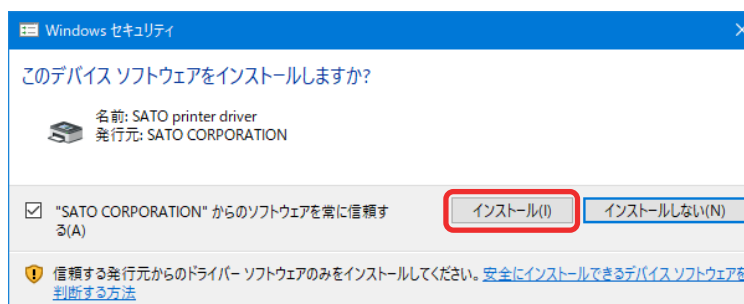 Windows セキュリティ
このデバイス ソフトウェアをインストールしますか?
名前: SATO printer driver
発行元: SATO CORPORATION
"SATO CORPORATION" からのソフトウェアを常に信頼す
る(A)
インストール(I)
インストールしない(N)
信頼する発行元からのドライバー ソフトウェアのみをインストールしてください。安全にインストールできるデバイス ソフトウェアを
判断する方法